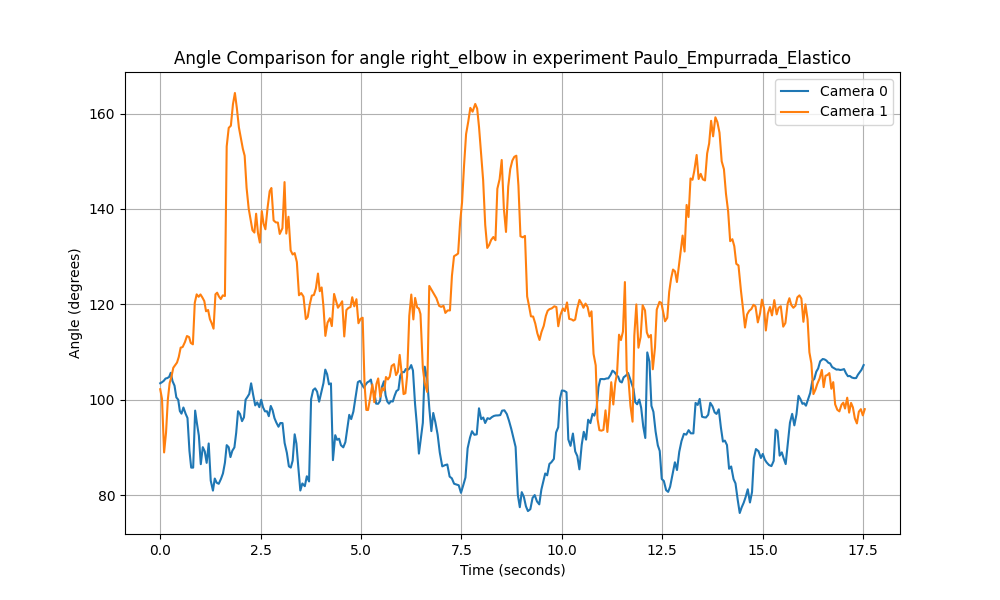 Angle Comparison for angle right_elbow in experiment Paulo_Empurrada_Elastico
Camera 0
Camera 1
Angle (degrees)
160
140
120
100
80
0.0 2.5 5.0 7.5 10.0 12.5 15.0 17.5
Time (seconds)